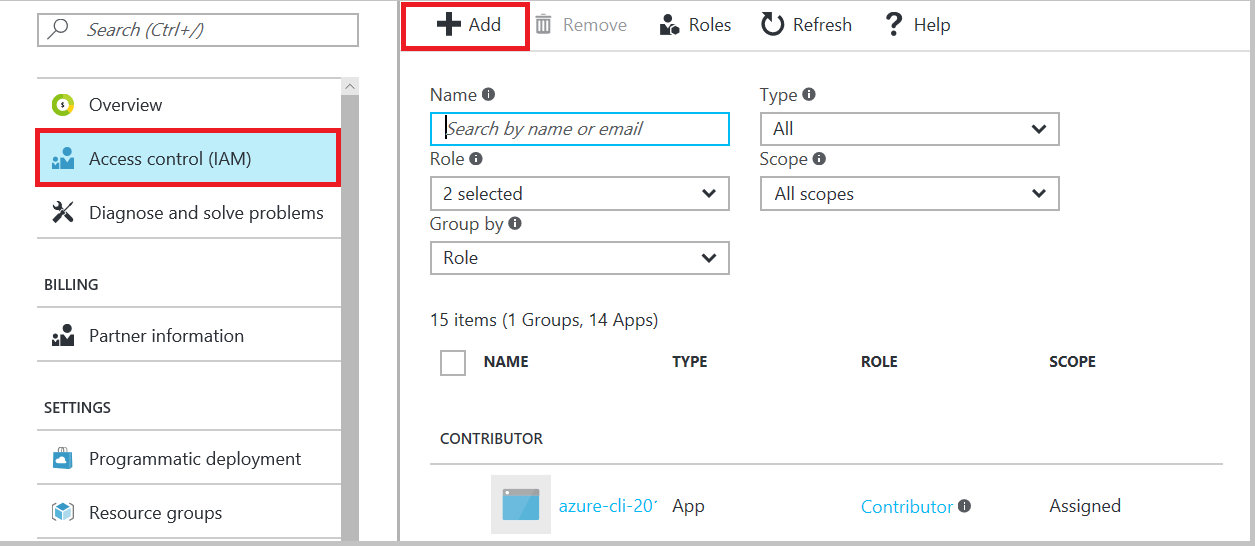 Search (Ctrl+/)
Overview
Access control (IAM)
Diagnose and solve problems
BILLING
Partner information
SETTINGS
Programmatic deployment
Resource groups
Add Remove Roles Refresh Help
Name Type
Search by name or email All
Role Scope
2 selected All scopes
Group by
Role
15 items (1 Groups, 14 Apps)
NAME TYPE ROLE SCOPE
CONTRIBUTOR
azure-cli-201 App Contributor Assigned